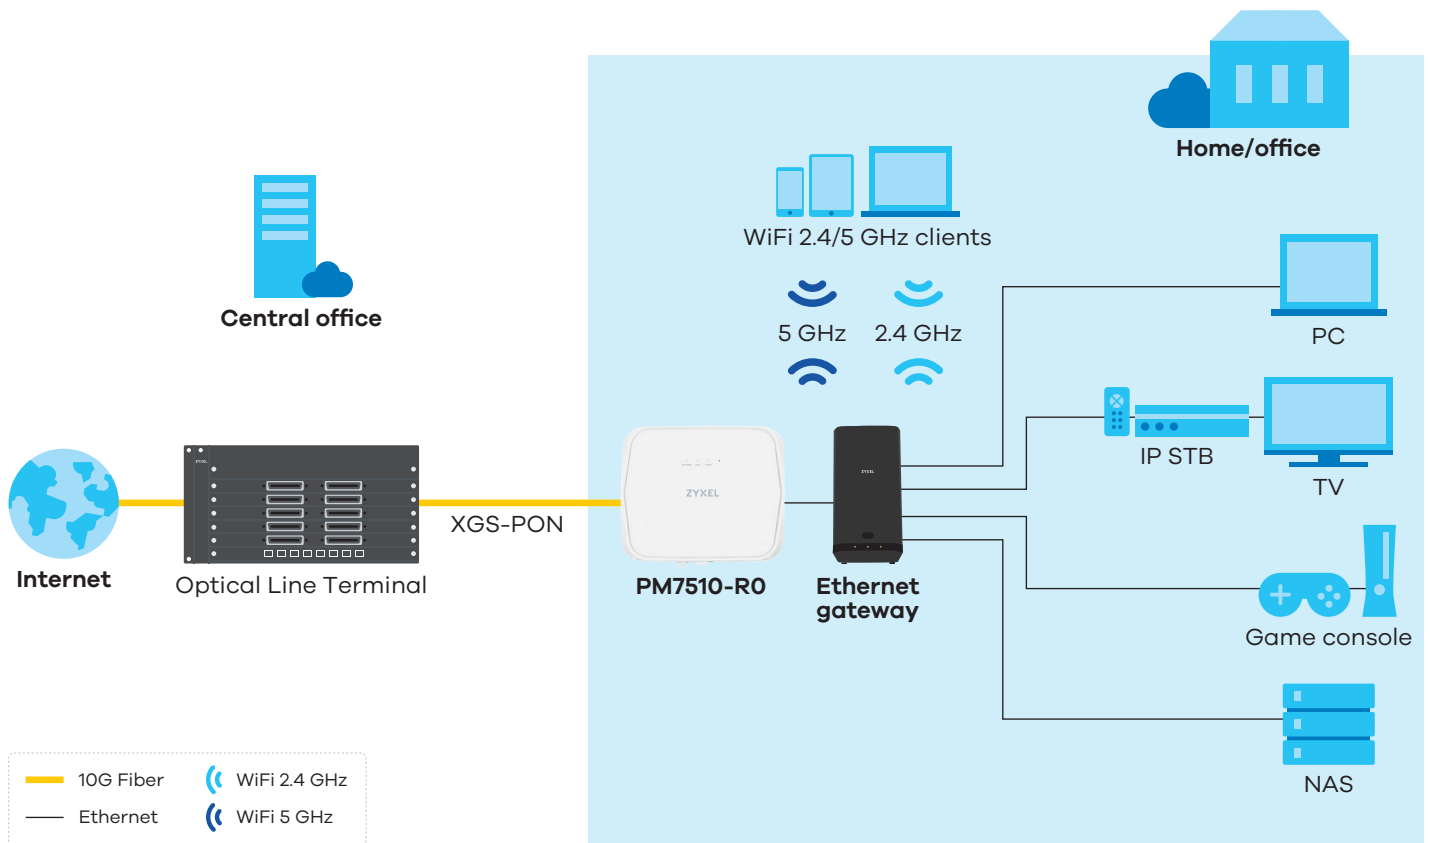 Home/office
WiFi 2.4/5 GHz clients
Central office
5 GHz
2.4 GHz
PC
IP STB
TV
ZYXEL
ZYXEL
ZYXEL
XGS-PON
Internet
Optical Line Terminal
PM7510-R0
Ethernet
gateway
Game console
NAS
10G Fiber
WiFi 2.4 GHz
Ethernet
WiFi 5 GHz